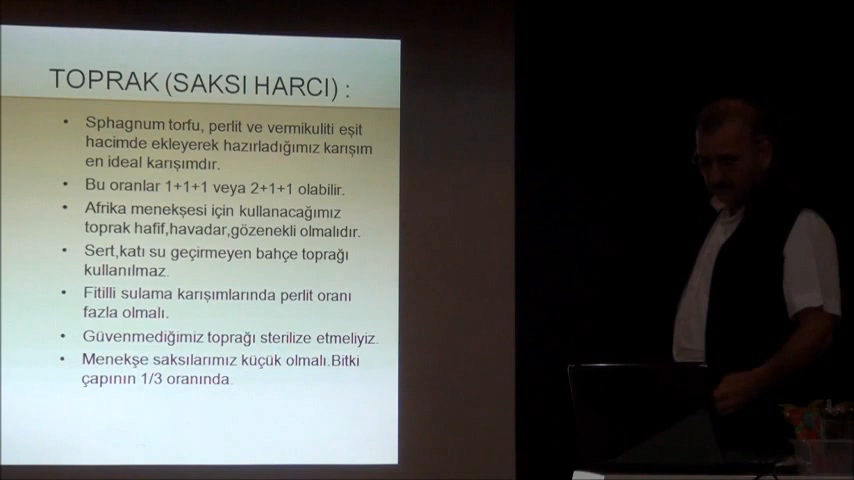 TOPRAK (SAKSI HARCI) :
• Sphagnum torfu, perlit ve vermikuliti eşit
hacimde ekleyerek hazırladığımız karışım
en ideal karışımdır.
• Bu oranlar 1+1+1 veya 2+1+1 olabilir.
• Afrika menekşesi için kullanacağımız
toprak hafif,havadar,gözenekli olmalıdır.
• Sert,katı su geçirmeyen bahçe toprağı
kullanılmaz.
• Fitilli sulama karışımlarında perlit oranı
fazla olmalı.
• Güvenmediğimiz toprağı sterilize etmeliyiz.
• Menekşe saksılarımız küçük olmalı.Bitki
çapının 1/3 oranında.